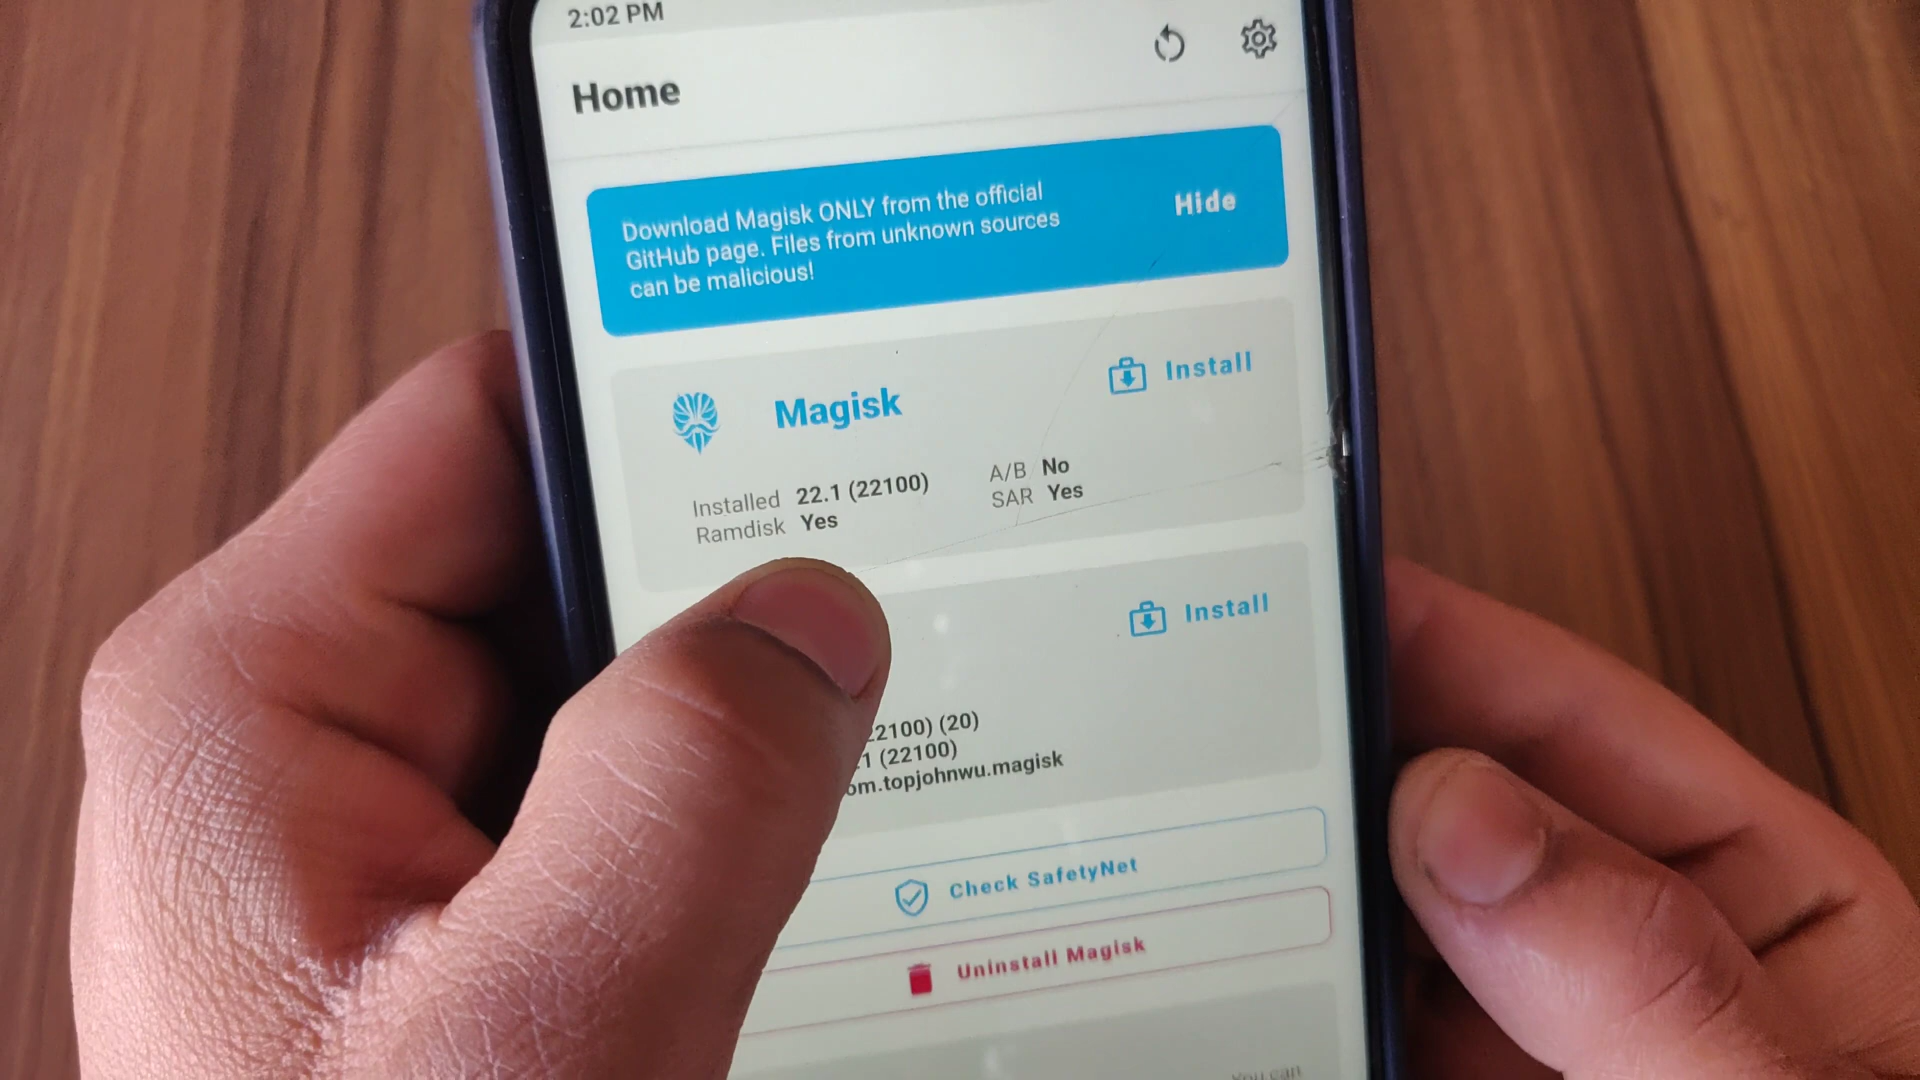 2:02 PM
Home
Download Magisk ONLY from the official
GitHub page. Files from unknown sources
can be malicious!
Hide
Magisk
Install
Installed 22.1 (22100)
Ramdisk Yes
A/B No
SAR Yes
Install
22100) (20)
.1 (22100)
om.topjohnwu.magisk
Check SafetyNet
Uninstall Magisk
You can